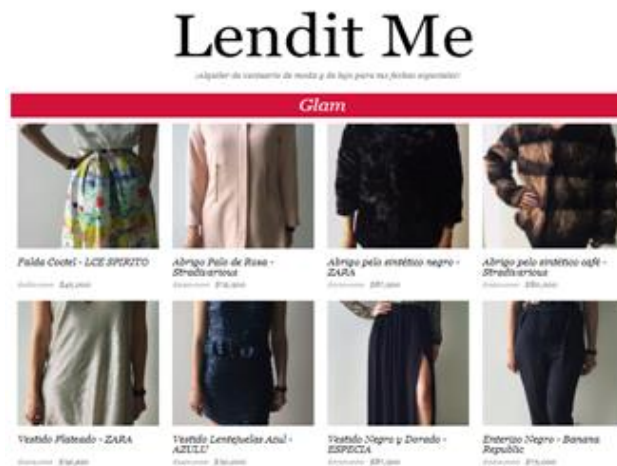 Lendit Me
¡Alquiler de vestuario de moda y de lujo para tus fechas especiales!
Glam
Falda Coctel - LCE SPIRITO
Abrigo Palo de Rosa -
Stradivarious
Abrigo pelo sintético negro -
ZARA
Abrigo pelo sintético café -
Stradivarious
Vestido Plateado - ZARA
Vestido Lentejuelas Azul -
AZULU
Vestido Negro y Dorado -
ESPECIA
Enterizo Negro - Banana
Republic